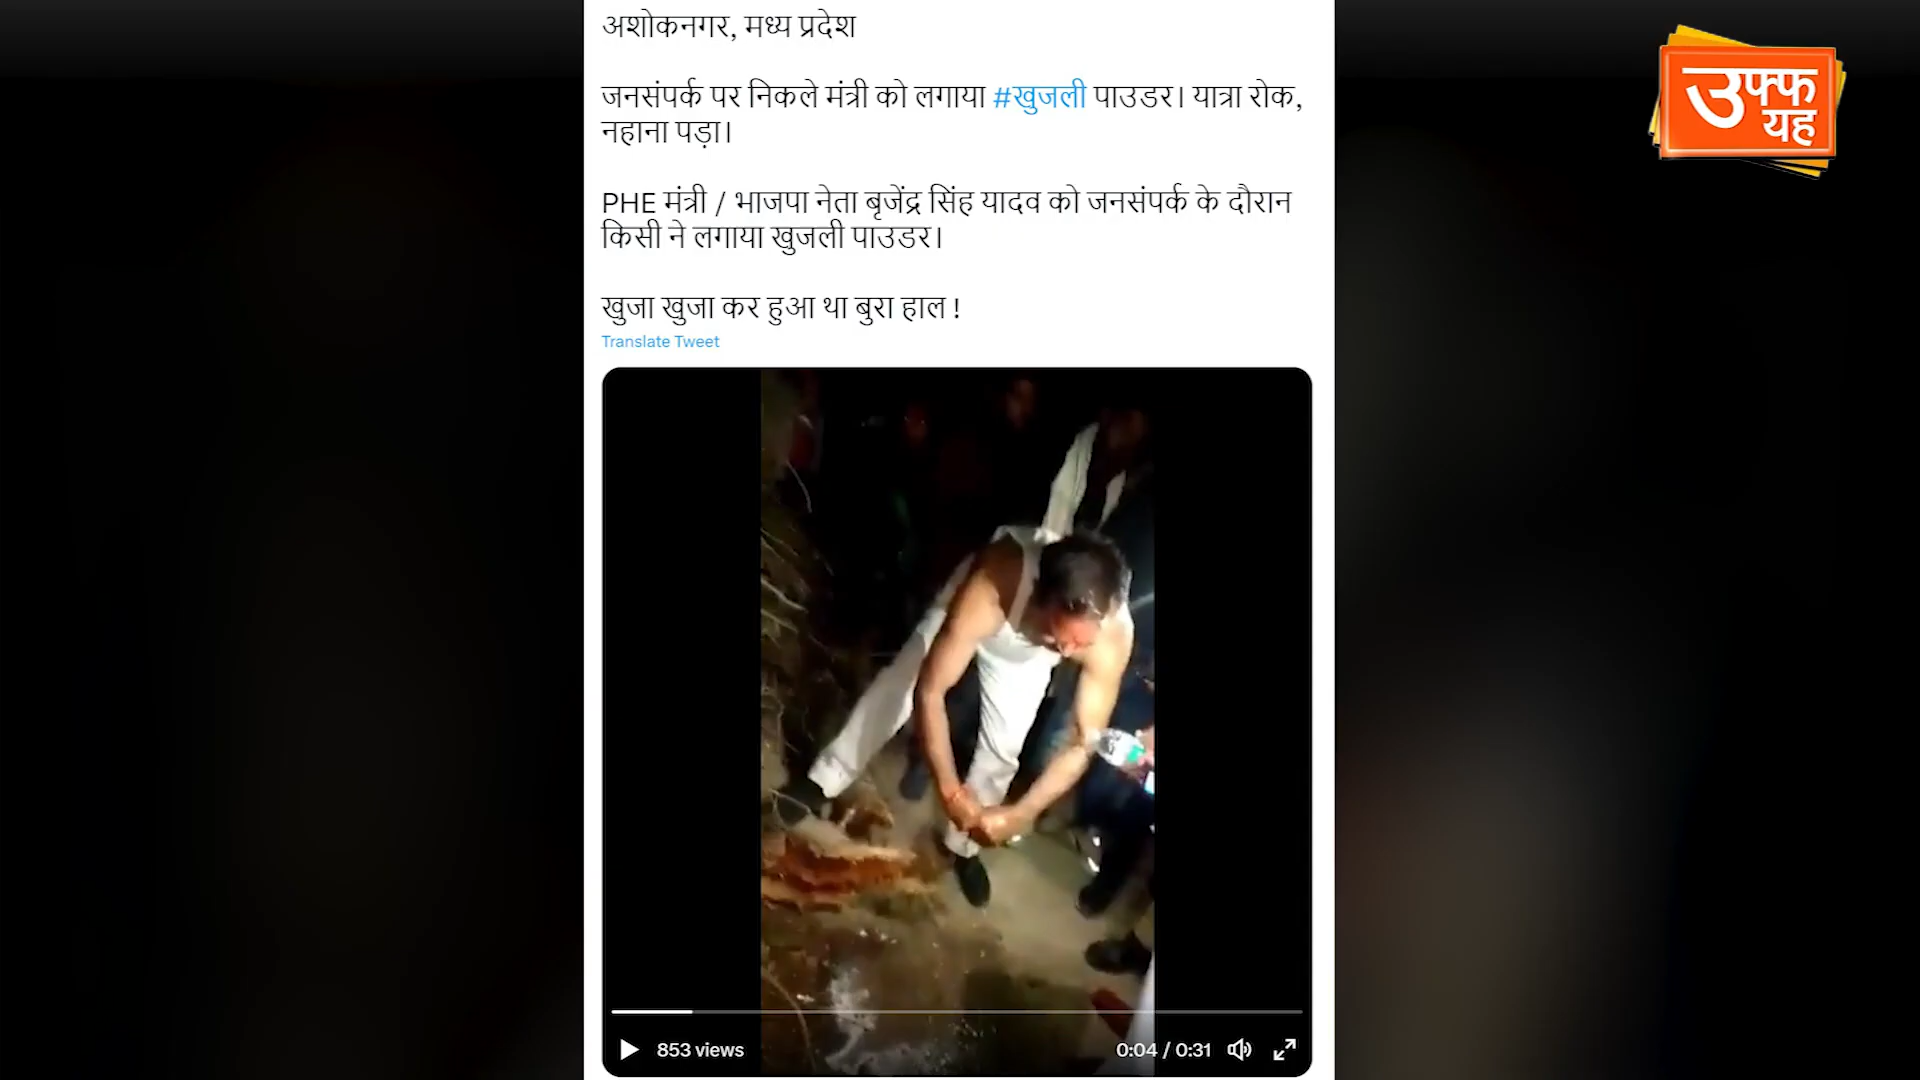 अशोकनगर, मध्य प्रदेश
जनसंपर्क पर निकले मंत्री को लगाया #खुजली पाउडर। यात्रा रोक,
नहाना पड़ा।
PHE मंत्री / भाजपा नेता बृजेंद्र सिंह यादव को जनसंपर्क के दौरान
किसी ने लगाया खुजली पाउडर।
खुजा खुजा कर हुआ था बुरा हाल !
Translate Tweet
853 views
0:04 / 0:31
उफ्फ
यह